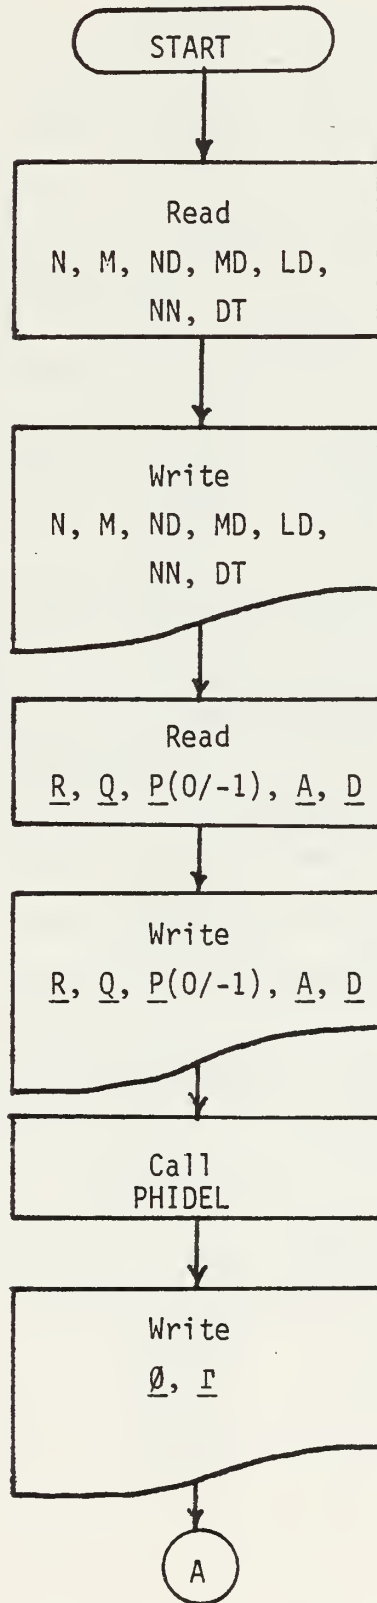 START
Read
N, M, ND, MD, LD,
NN, DT
Write
N, M, ND, MD, LD,
NN, DT
Read
R, Q, P(0/-1), A, D
Write
R, Q, P(0/-1), A, D
Call
PHIDEL
Write
Ø, Γ
A